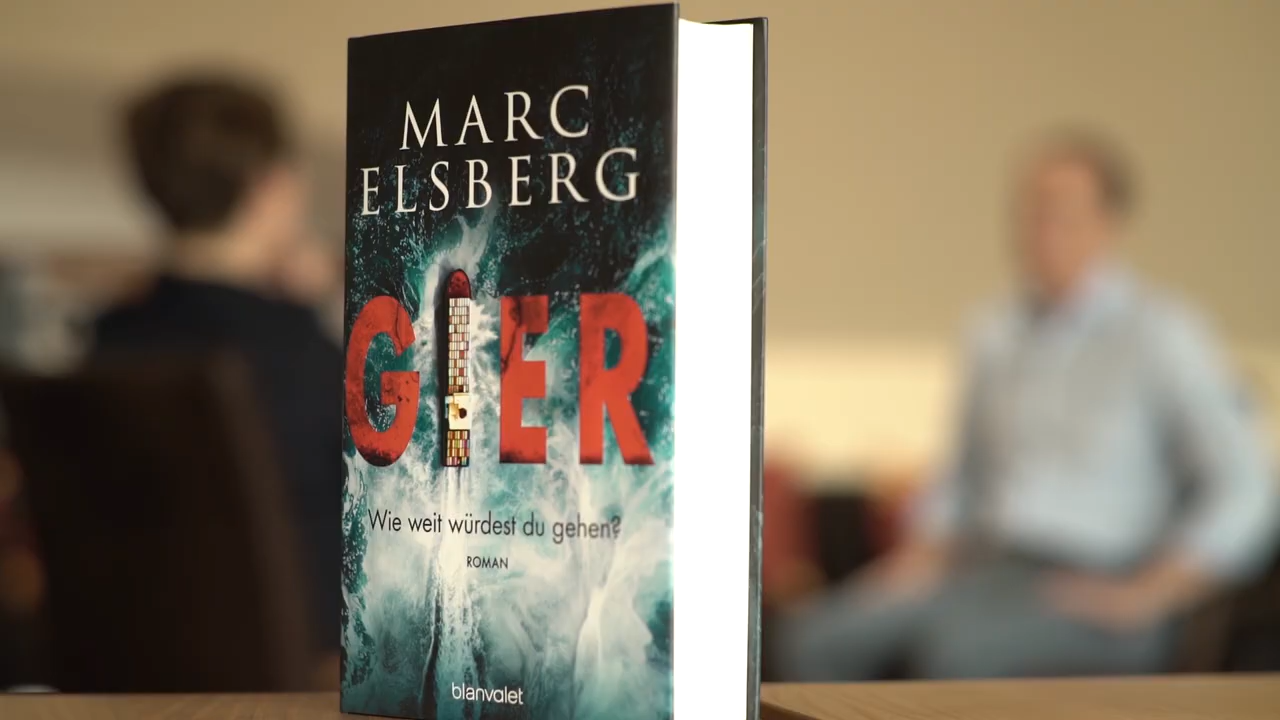 MARC
ELSBERG
GIER
Wie weit würdest du gehen?
ROMAN
blanvalet